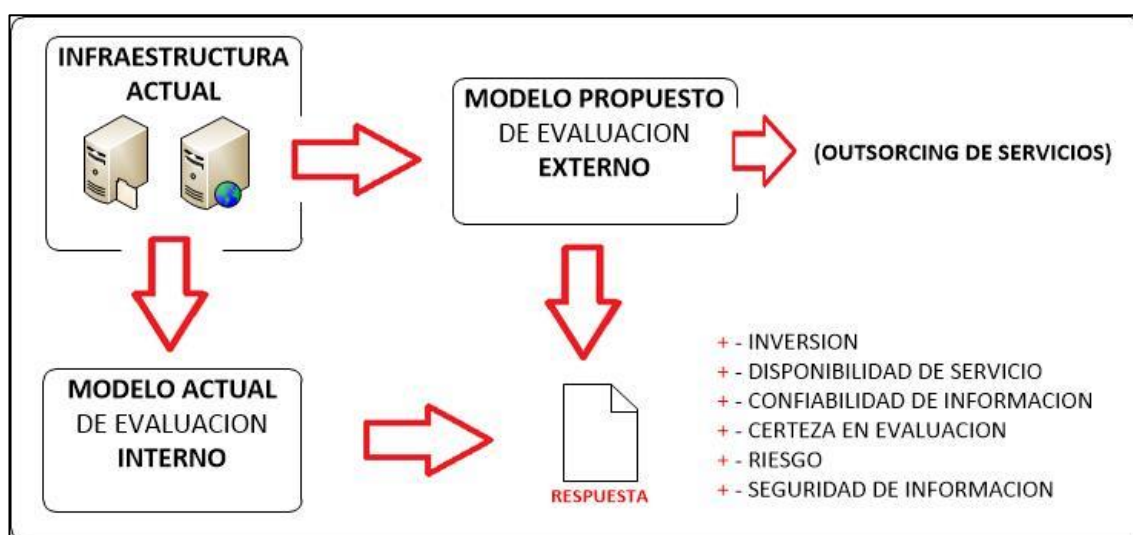 INFRAESTRUCTURA
ACTUAL
MODELO PROPUESTO
DE EVALUACION
EXTERNO
(OUTSORCING DE SERVICIOS)
MODELO ACTUAL
DE EVALUACION
INTERNO
RESPUESTA
+ - INVERSION
+ - DISPONIBILIDAD DE SERVICIO
+ - CONFIABILIDAD DE INFORMACION
+ - CERTEZA EN EVALUACION
+ - RIESGO
+ - SEGURIDAD DE INFORMACION